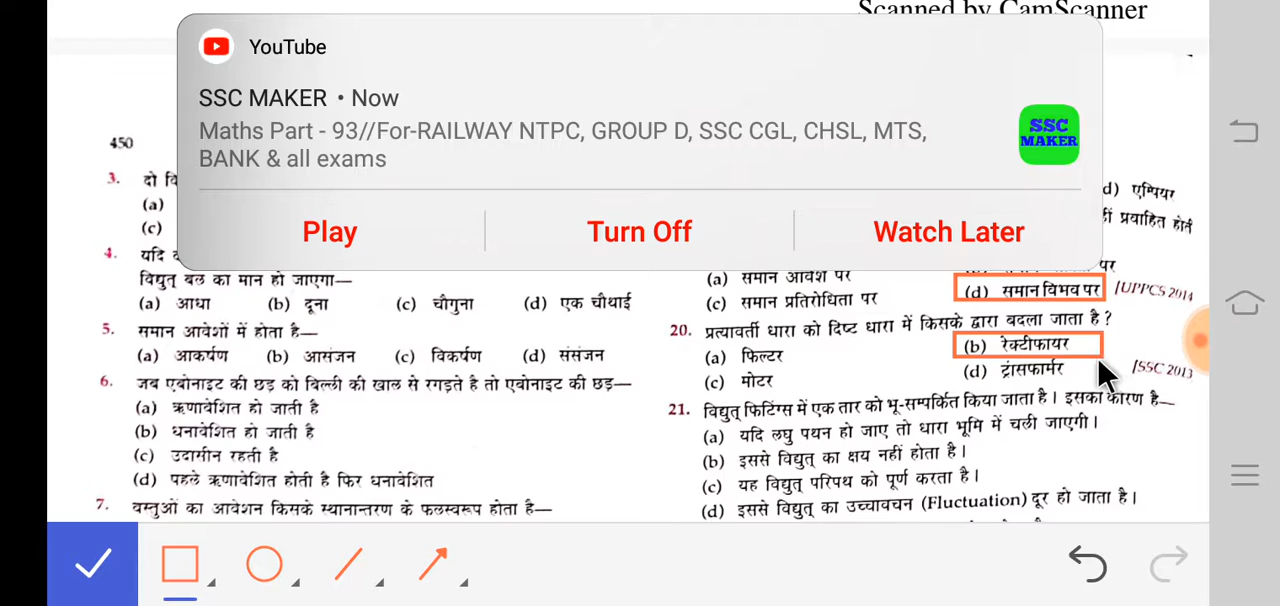 Scanned by CamScanner
YouTube
SSC MAKER • Now
Maths Part - 93//For-RAILWAY NTPC, GROUP D, SSC CGL, CHSL, MTS,
BANK & all exams
SSC
MAKER
Play
Turn Off
Watch Later
450
3. दो
(a)
(c)
4. यदि
विद्युत् बल का मान हो जाएगा—
(a) आधा (b) दूना (c) चौगुना (d) एक चौथाई
5. समान आवेशों में होता है—
(a) आकर्षण (b) आसंजन (c) विकर्षण (d) संसंजन
6. जब एबोनाइट की छड़ को बिल्ली की खाल से रगड़ते है तो एबोनाइट की छड़—
(a) ऋणावेशित हो जाती है
(b) धनावेशित हो जाती है
(c) उदासीन रहती है
(d) पहले ऋणावेशित होती है फिर धनावेशित
7. वस्तुओं का आवेशन किसके स्थानान्तरण के फलस्वरूप होता है—
d) एम्पियर
प्रवाहित होती
पर
(a) समान आवेश पर
(d) समान विभव पर [UPPCS 2014
(c) समान प्रतिरोधिता पर
20. प्रत्यावर्ती धारा को दिष्ट धारा में किसके द्वारा बदला जाता है?
(a) फिल्टर (b) रेक्टीफायर
(c) मोटर (d) ट्रांसफार्मर [SSC 2013
21. विद्युत् फिटिंग्स में एक तार को भू-सम्पर्कित किया जाता है। इसका कारण है—
(a) यदि लघु पथन हो जाए तो धारा भूमि में चली जाएगी।
(b) इससे विद्युत् का क्षय नहीं होता है।
(c) यह विद्युत् परिपथ को पूर्ण करता है।
(d) इससे विद्युत् का उच्चावचन (Fluctuation) दूर हो जाता है।